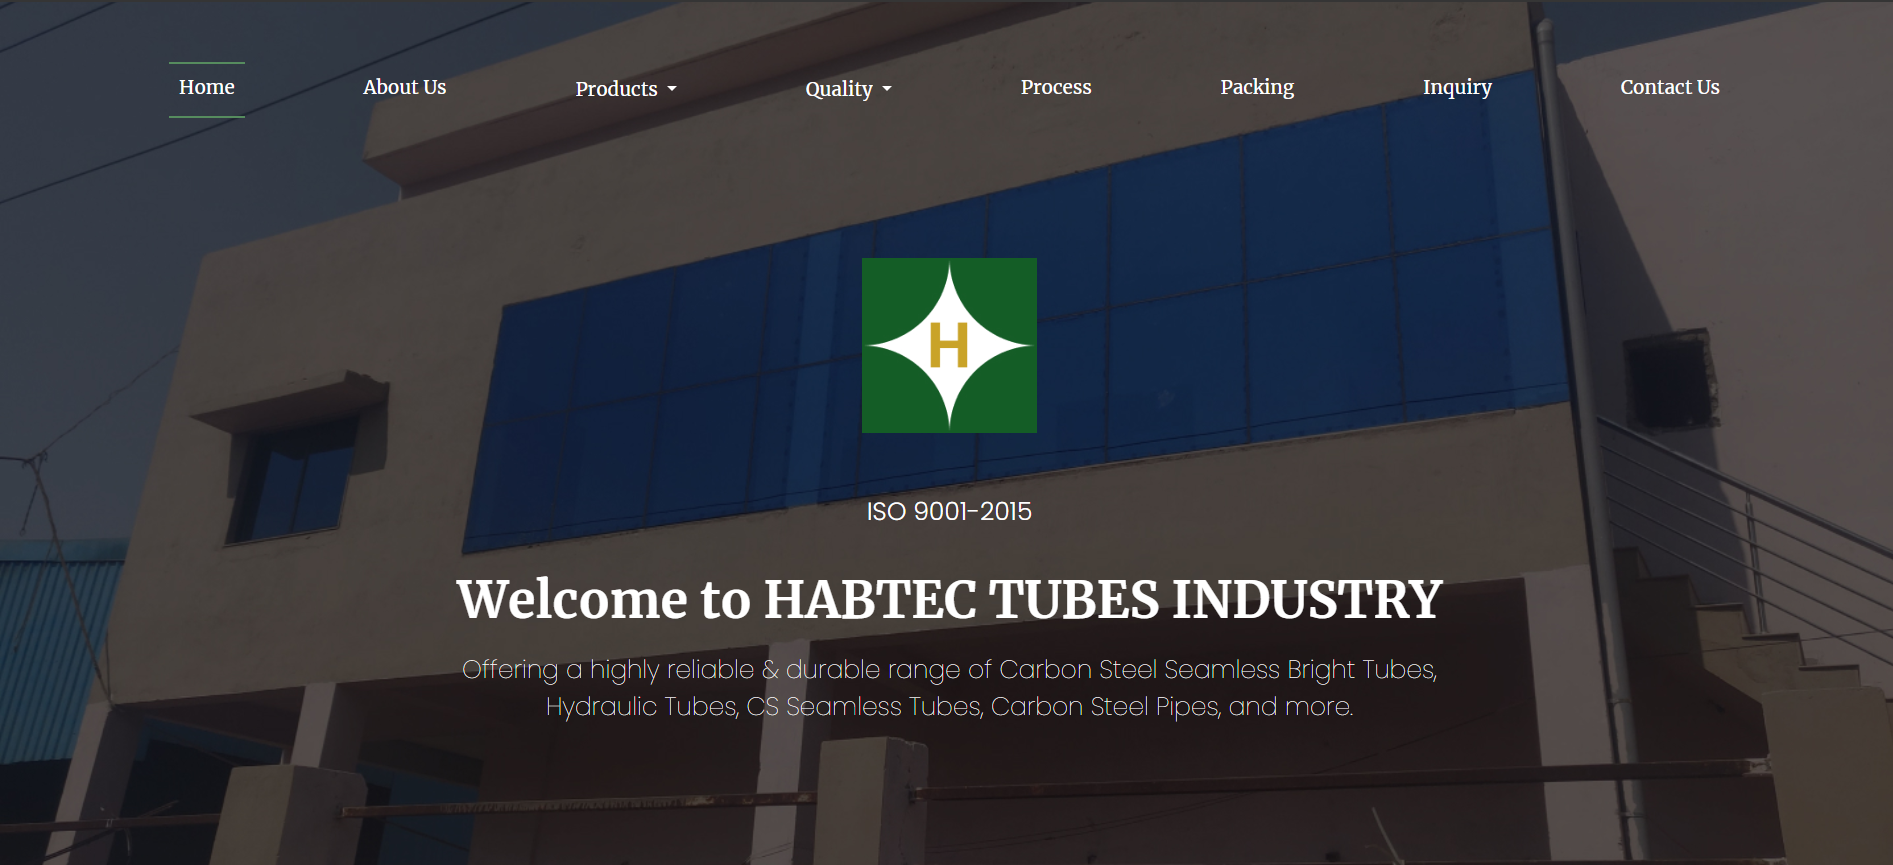 Home
About Us
Products
Quality
Process
Packing
Inquiry
Contact Us
H
ISO 9001-2015
Welcome to HABTEC TUBES INDUSTRY
Offering a highly reliable & durable range of Carbon Steel Seamless Bright Tubes,
Hydraulic Tubes, CS Seamless Tubes, Carbon Steel Pipes, and more.